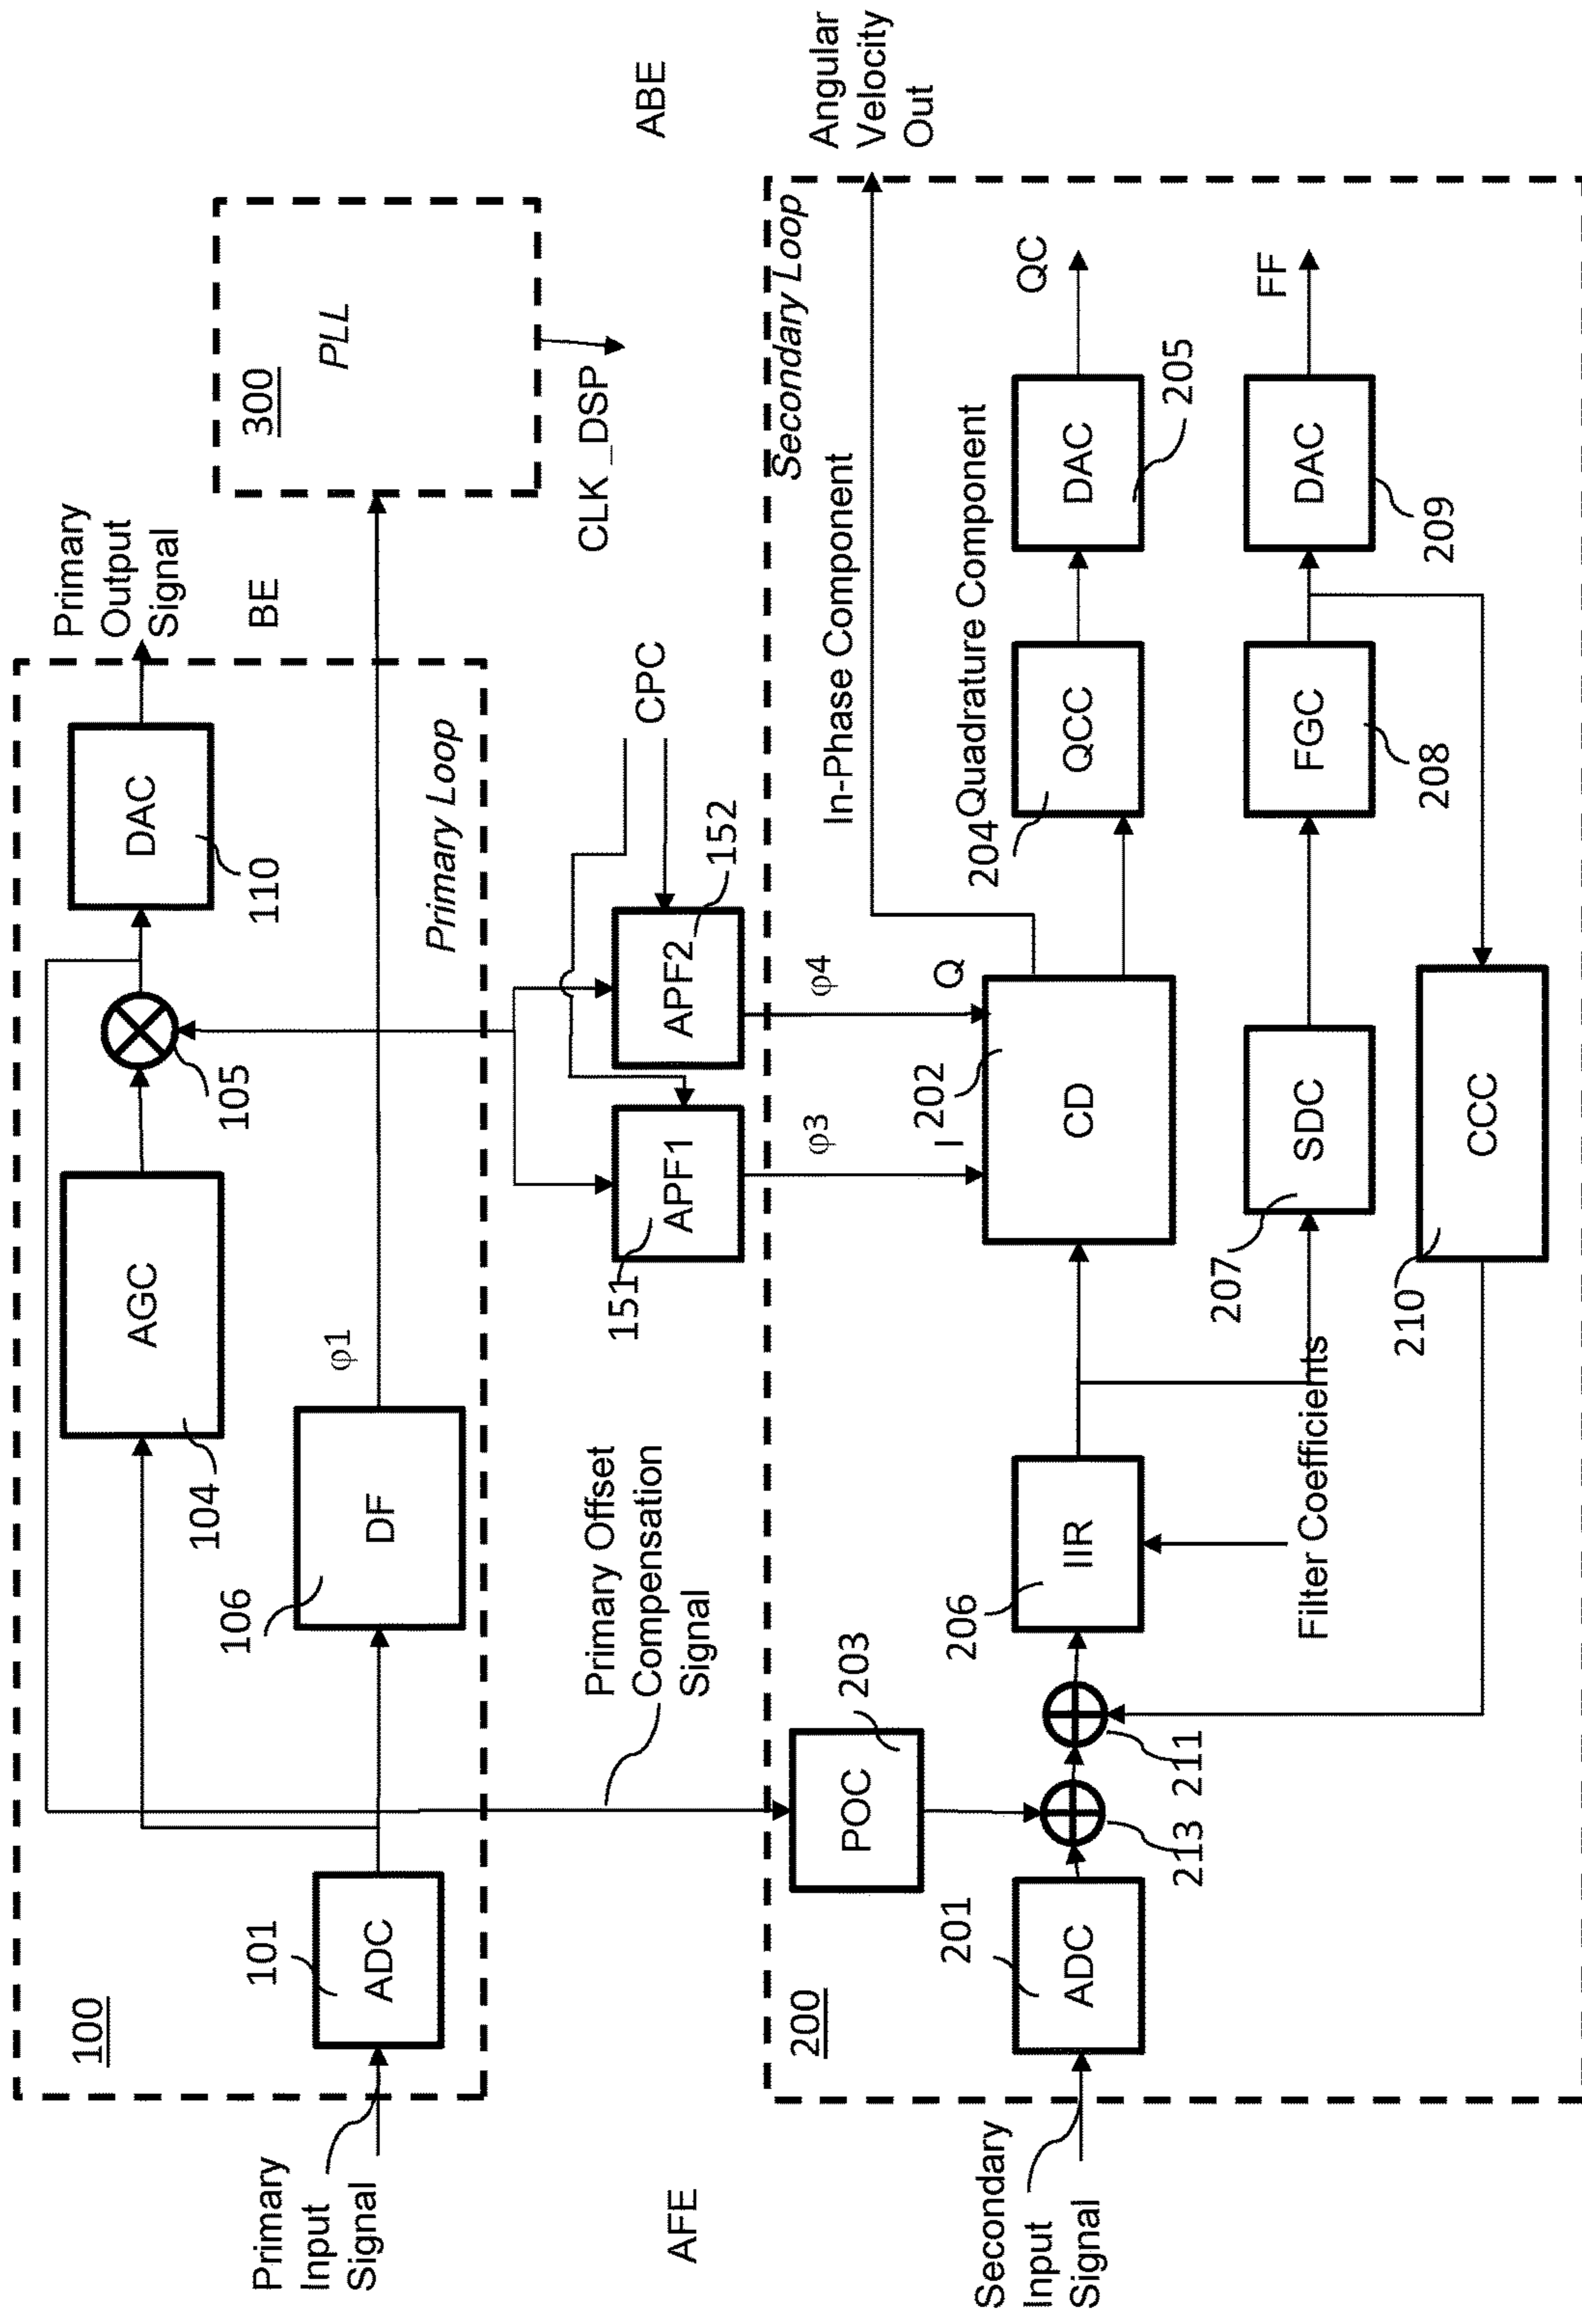 Primary
Input
Signal
100
101
ADC
104
AGC
105
110
DAC
Primary
Output
Signal
BE
106
DF
φ1
Primary Loop
300
PLL
CLK_DSP
ABE
AFE
Primary Offset
Compensation
Signal
151
APF1
APF2
152
CPC
φ3
φ4
Secondary Loop
Angular
Velocity
Out
Secondary
Input
Signal
200
201
ADC
POC
203
213
211
206
IIR
Filter Coefficients
202
I
Q
CD
In-Phase Component
Quadrature Component
204
QCC
DAC
205
QC
207
SDC
FGC
208
DAC
209
FF
210
CCC